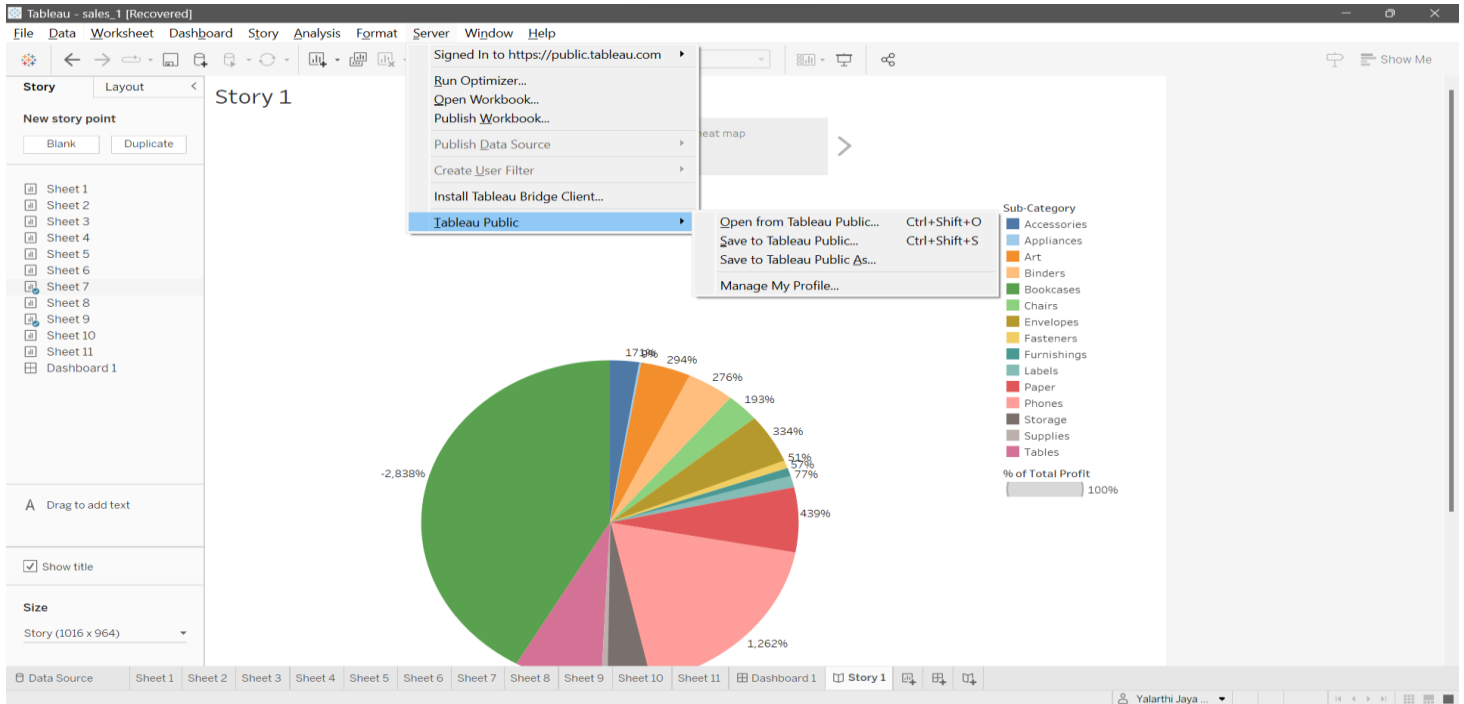 Tableau - sales_1 [Recovered]
File Data Worksheet Dashboard Story Analysis Format Server Window Help
Show Me
Story Layout
New story point
Blank Duplicate
Sheet 1
Sheet 2
Sheet 3
Sheet 4
Sheet 5
Sheet 6
Sheet 7
Sheet 8
Sheet 9
Sheet 10
Sheet 11
Dashboard 1
A Drag to add text
Show title
Size
Story (1016 x 964)
Story 1
Signed In to https://public.tableau.com
Run Optimizer...
Open Workbook...
Publish Workbook...
Publish Data Source
Create User Filter
Install Tableau Bridge Client...
Tableau Public
Open from Tableau Public... Ctrl+Shift+O
Save to Tableau Public... Ctrl+Shift+S
Save to Tableau Public As...
Manage My Profile...
map
Sub-Category
Accessories
Appliances
Art
Binders
Bookcases
Chairs
Envelopes
Fasteners
Furnishings
Labels
Paper
Phones
Storage
Supplies
Tables
% of Total Profit
100%
171%
294%
276%
193%
334%
51%
57%
77%
439%
1,262%
-2,838%
Data Source Sheet 1 Sheet 2 Sheet 3 Sheet 4 Sheet 5 Sheet 6 Sheet 7 Sheet 8 Sheet 9 Sheet 10 Sheet 11 Dashboard 1 Story 1
Yalarthi Jaya ...